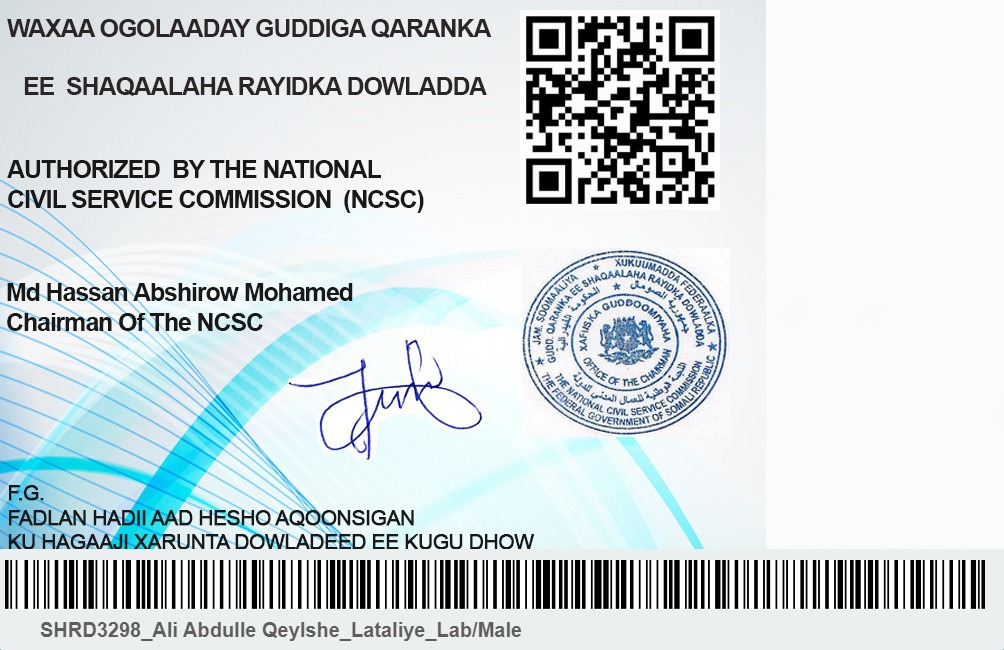 WAXAA OGOLAADAY GUDDIGA QARANKA
EE SHAQAALAHA RAYIDKA DOWLADDA
AUTHORIZED BY THE NATIONAL
CIVIL SERVICE COMMISSION (NCSC)
Md Hassan Abshirow Mohamed
Chairman Of The NCSC
JAM. SOOMAALIYA ★ XUKUUMADDA FEDERAALKA
GUDD. QARANKA EE SHAQAALAHA RAYIDKA DOWLADDA
XAFIISKA GUDDOOMIYAHA
OFFICE OF THE CHAIRMAN
THE NATIONAL CIVIL SERVICE COMMISSION
THE FEDERAL GOVERNMENT OF SOMALI REPUBLIC
F.G.
FADLAN HADII AAD HESHO AQOONSIGAN
KU HAGAAJI XARUNTA DOWLADEED EE KUGU DHOW
SHRD3298_Ali Abdulle Qeylshe_Lataliye_Lab/Male